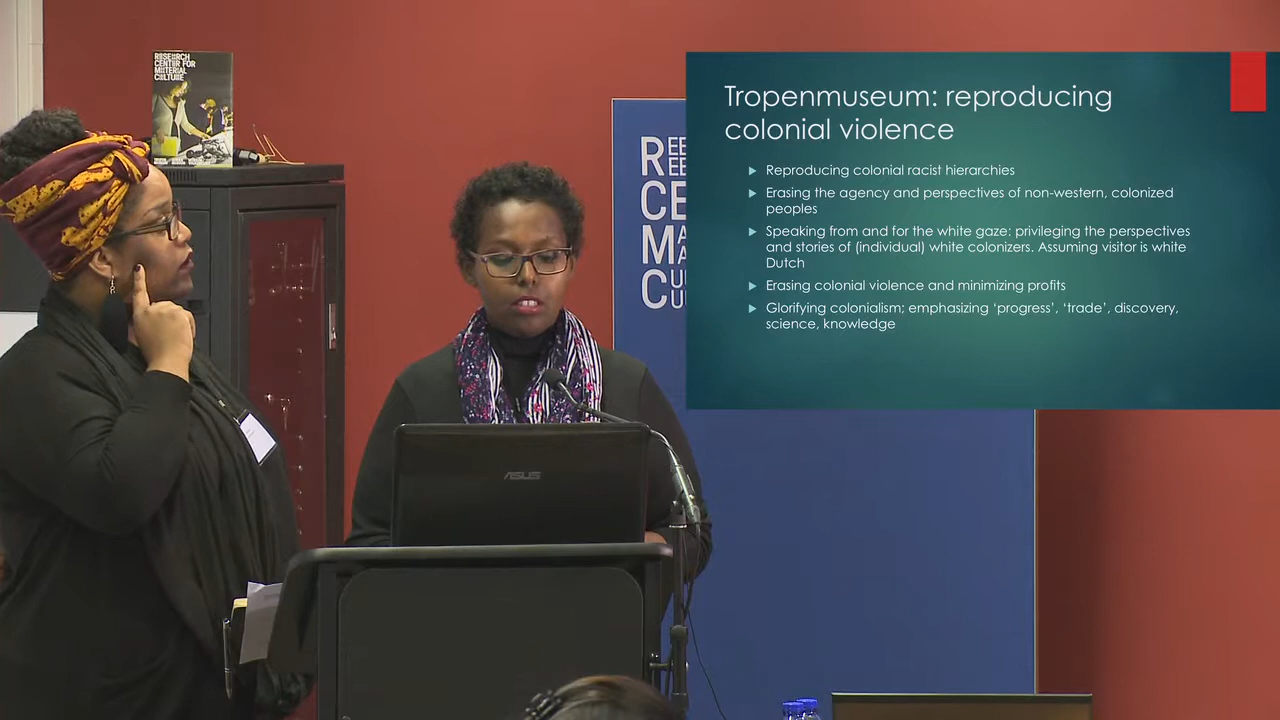 RESEARCH
CENTER FOR
MATERIAL
CULTURE
Tropenmuseum: reproducing
colonial violence
Reproducing colonial racist hierarchies
Erasing the agency and perspectives of non-western, colonized
peoples
Speaking from and for the white gaze: privileging the perspectives
and stories of (individual) white colonizers. Assuming visitor is white
Dutch
Erasing colonial violence and minimizing profits
Glorifying colonialism; emphasizing ‘progress’, ‘trade’, discovery,
science, knowledge
ASUS